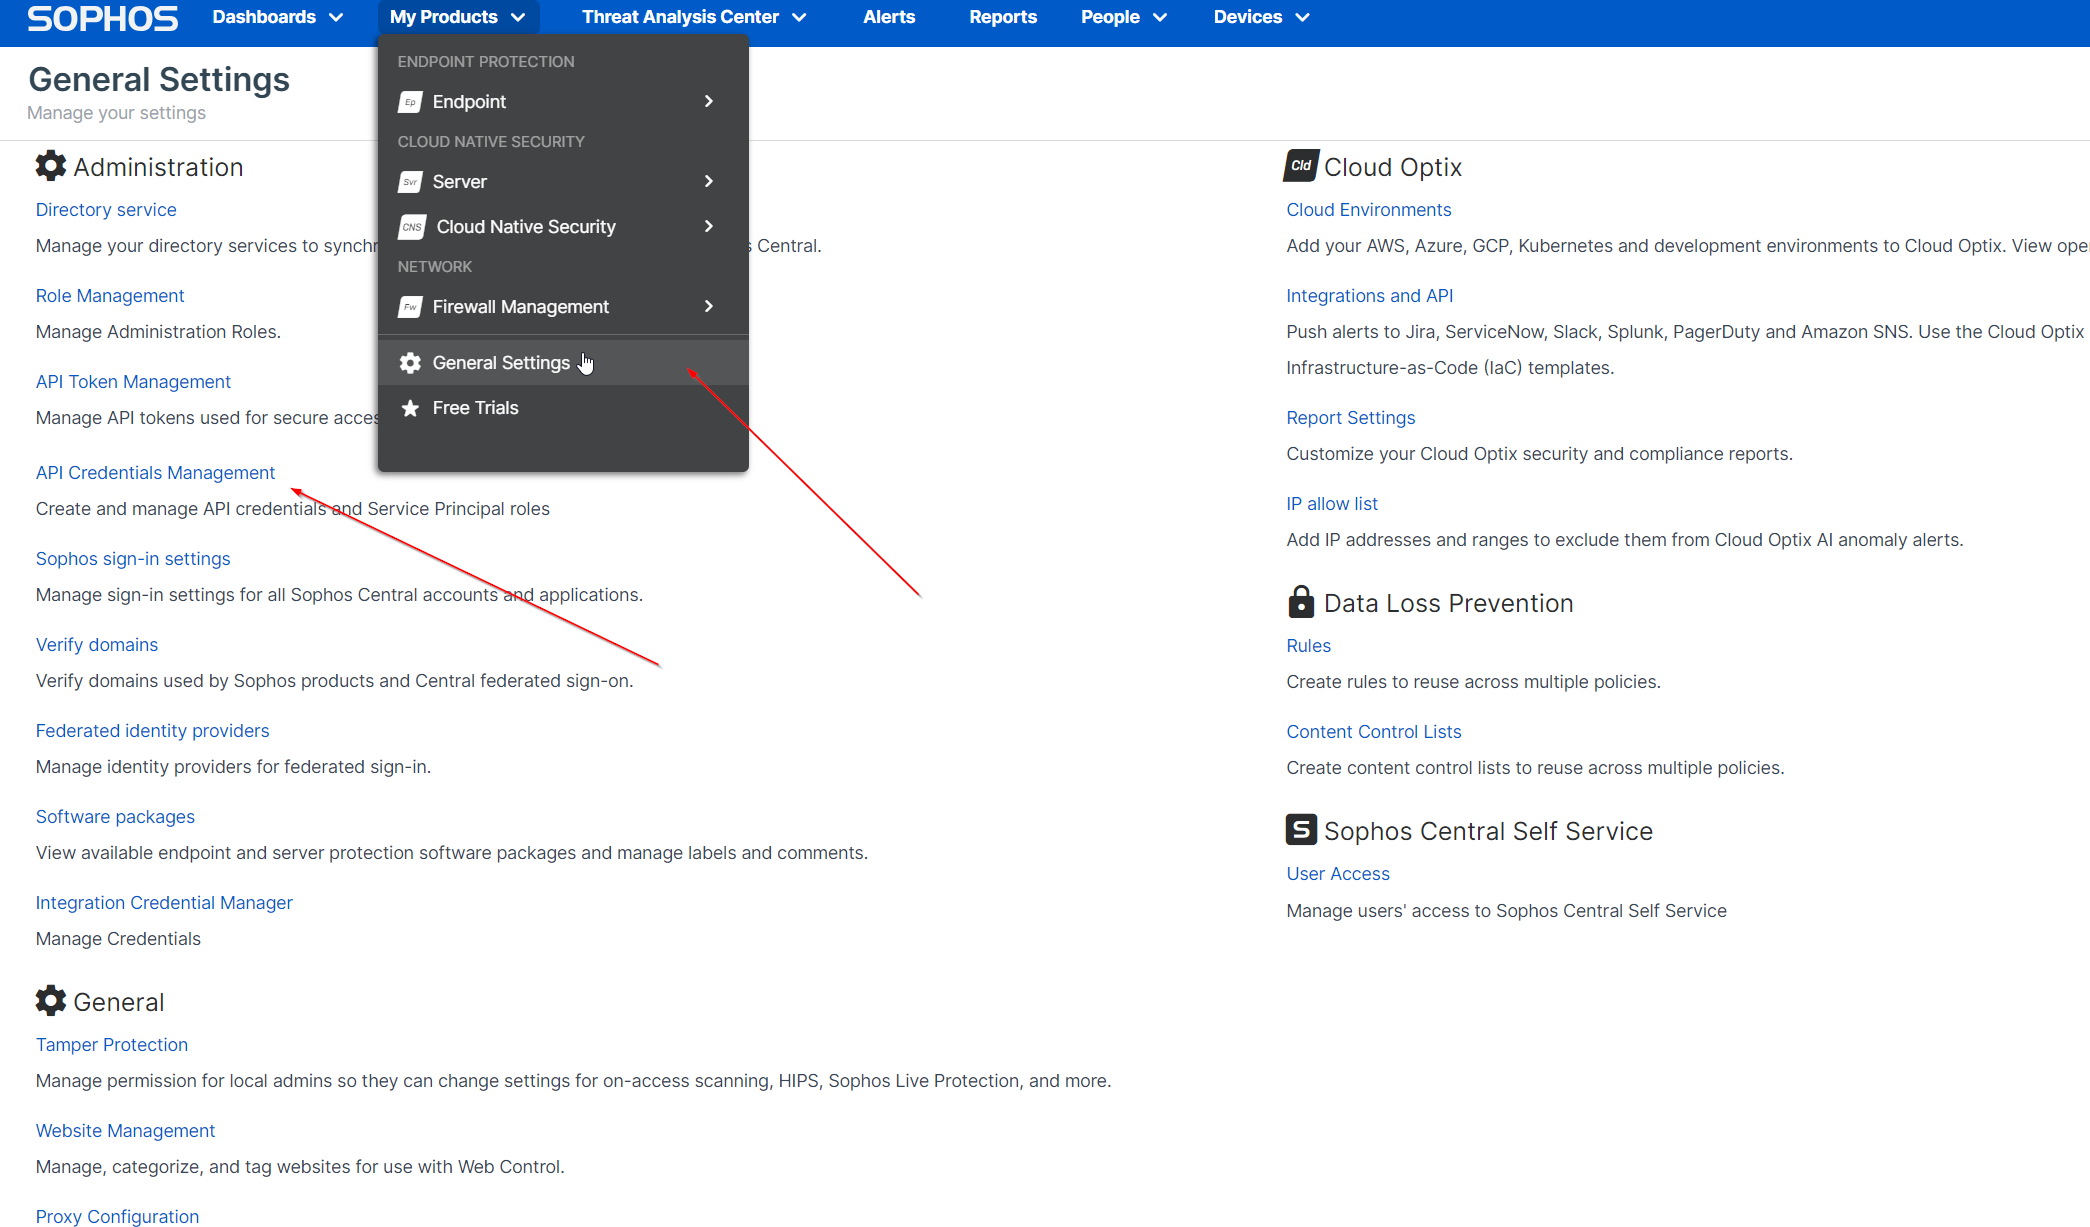 SOPHOS Dashboards My Products Threat Analysis Center Alerts Reports People Devices
General Settings
Manage your settings
ENDPOINT PROTECTION
Ep Endpoint
CLOUD NATIVE SECURITY
Svr Server
CNS Cloud Native Security
NETWORK
Fw Firewall Management
General Settings
Free Trials
Administration
Directory service
Manage your directory services to synchr
s Central.
Role Management
Manage Administration Roles.
API Token Management
Manage API tokens used for secure acces
API Credentials Management
Create and manage API credentials and Service Principal roles
Sophos sign-in settings
Manage sign-in settings for all Sophos Central accounts and applications.
Verify domains
Verify domains used by Sophos products and Central federated sign-on.
Federated identity providers
Manage identity providers for federated sign-in.
Software packages
View available endpoint and server protection software packages and manage labels and comments.
Integration Credential Manager
Manage Credentials
General
Tamper Protection
Manage permission for local admins so they can change settings for on-access scanning, HIPS, Sophos Live Protection, and more.
Website Management
Manage, categorize, and tag websites for use with Web Control.
Proxy Configuration
Cld Cloud Optix
Cloud Environments
Add your AWS, Azure, GCP, Kubernetes and development environments to Cloud Optix. View oper
Integrations and API
Push alerts to Jira, ServiceNow, Slack, Splunk, PagerDuty and Amazon SNS. Use the Cloud Optix
Infrastructure-as-Code (IaC) templates.
Report Settings
Customize your Cloud Optix security and compliance reports.
IP allow list
Add IP addresses and ranges to exclude them from Cloud Optix AI anomaly alerts.
Data Loss Prevention
Rules
Create rules to reuse across multiple policies.
Content Control Lists
Create content control lists to reuse across multiple policies.
S Sophos Central Self Service
User Access
Manage users' access to Sophos Central Self Service